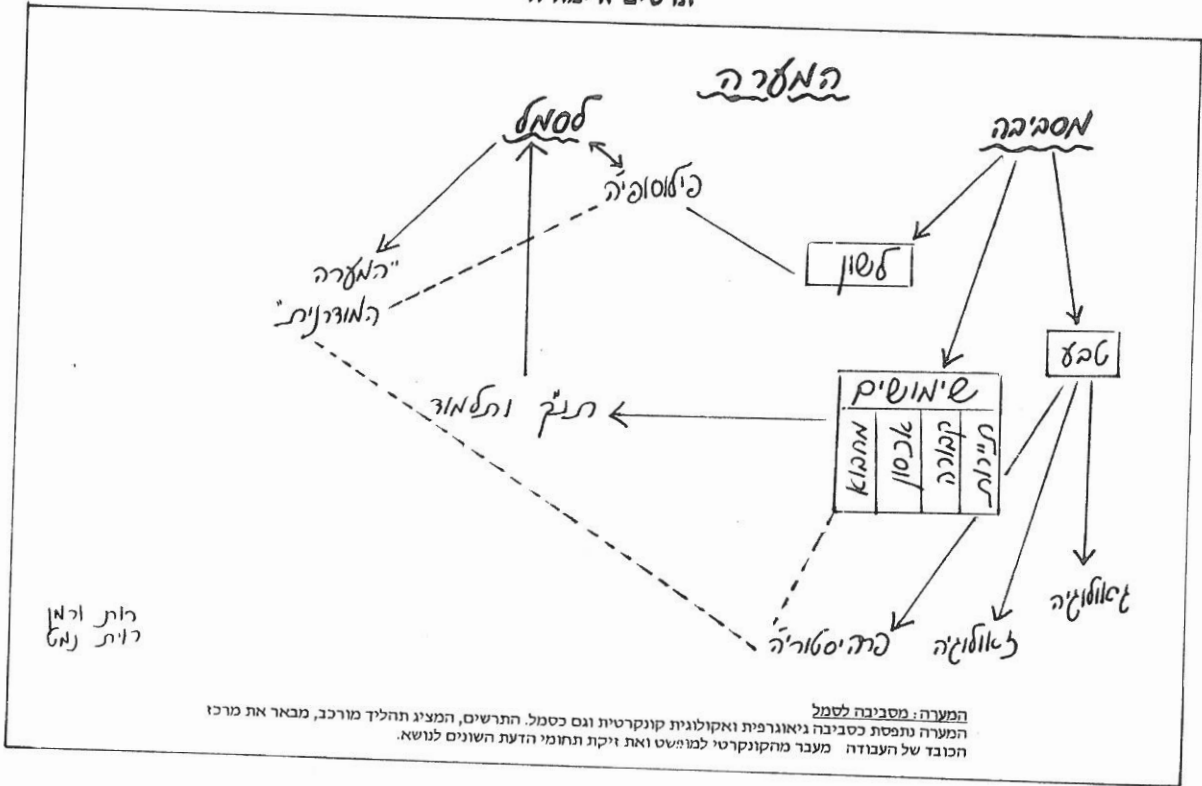 המערה
מסביבה
לסמל
פילוסופיה
לשון
"המערה
המודרנית"
טבע
שימושים
תיירות
קבורה
אכסון
מחבוא
תנ"ך ותלמוד
גיאולוגיה
זאולוגיה
פרהיסטוריה
רות ורמן
רוית נמט
המערה: מסביבה לסמל
המערה נתפסת כסביבה גיאוגרפית ואקולוגית קונקרטית וגם כסמל. התרשים, המציג תהליך מורכב, מבאר את מרכז
הכובד של העבודה מעבר מהקונקרטי למופשט ואת זיקת תחומי הדעת השונים לנושא.